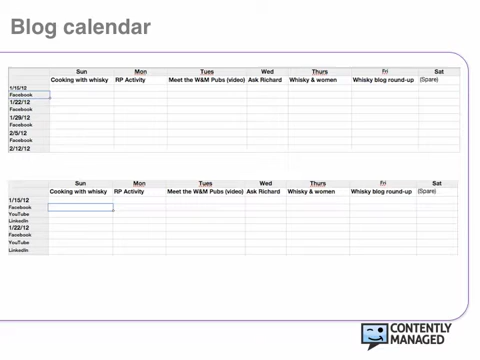 Blog calendar
Sun Mon Tues Wed Thurs Fri Sat
Cooking with whisky RP Activity Meet the W&M Pubs (video) Ask Richard Whisky & women Whisky blog round-up (Spare)
1/15/12
Facebook
1/22/12
Facebook
1/29/12
Facebook
2/5/12
Facebook
2/12/12
Sun Mon Tues Wed Thurs Fri Sat
Cooking with whisky RP Activity Meet the W&M Pubs (video) Ask Richard Whisky & women Whisky blog round-up (Spare)
1/15/12
Facebook
YouTube
LinkedIn
1/22/12
Facebook
YouTube
LinkedIn
CONTENTLY
MANAGED